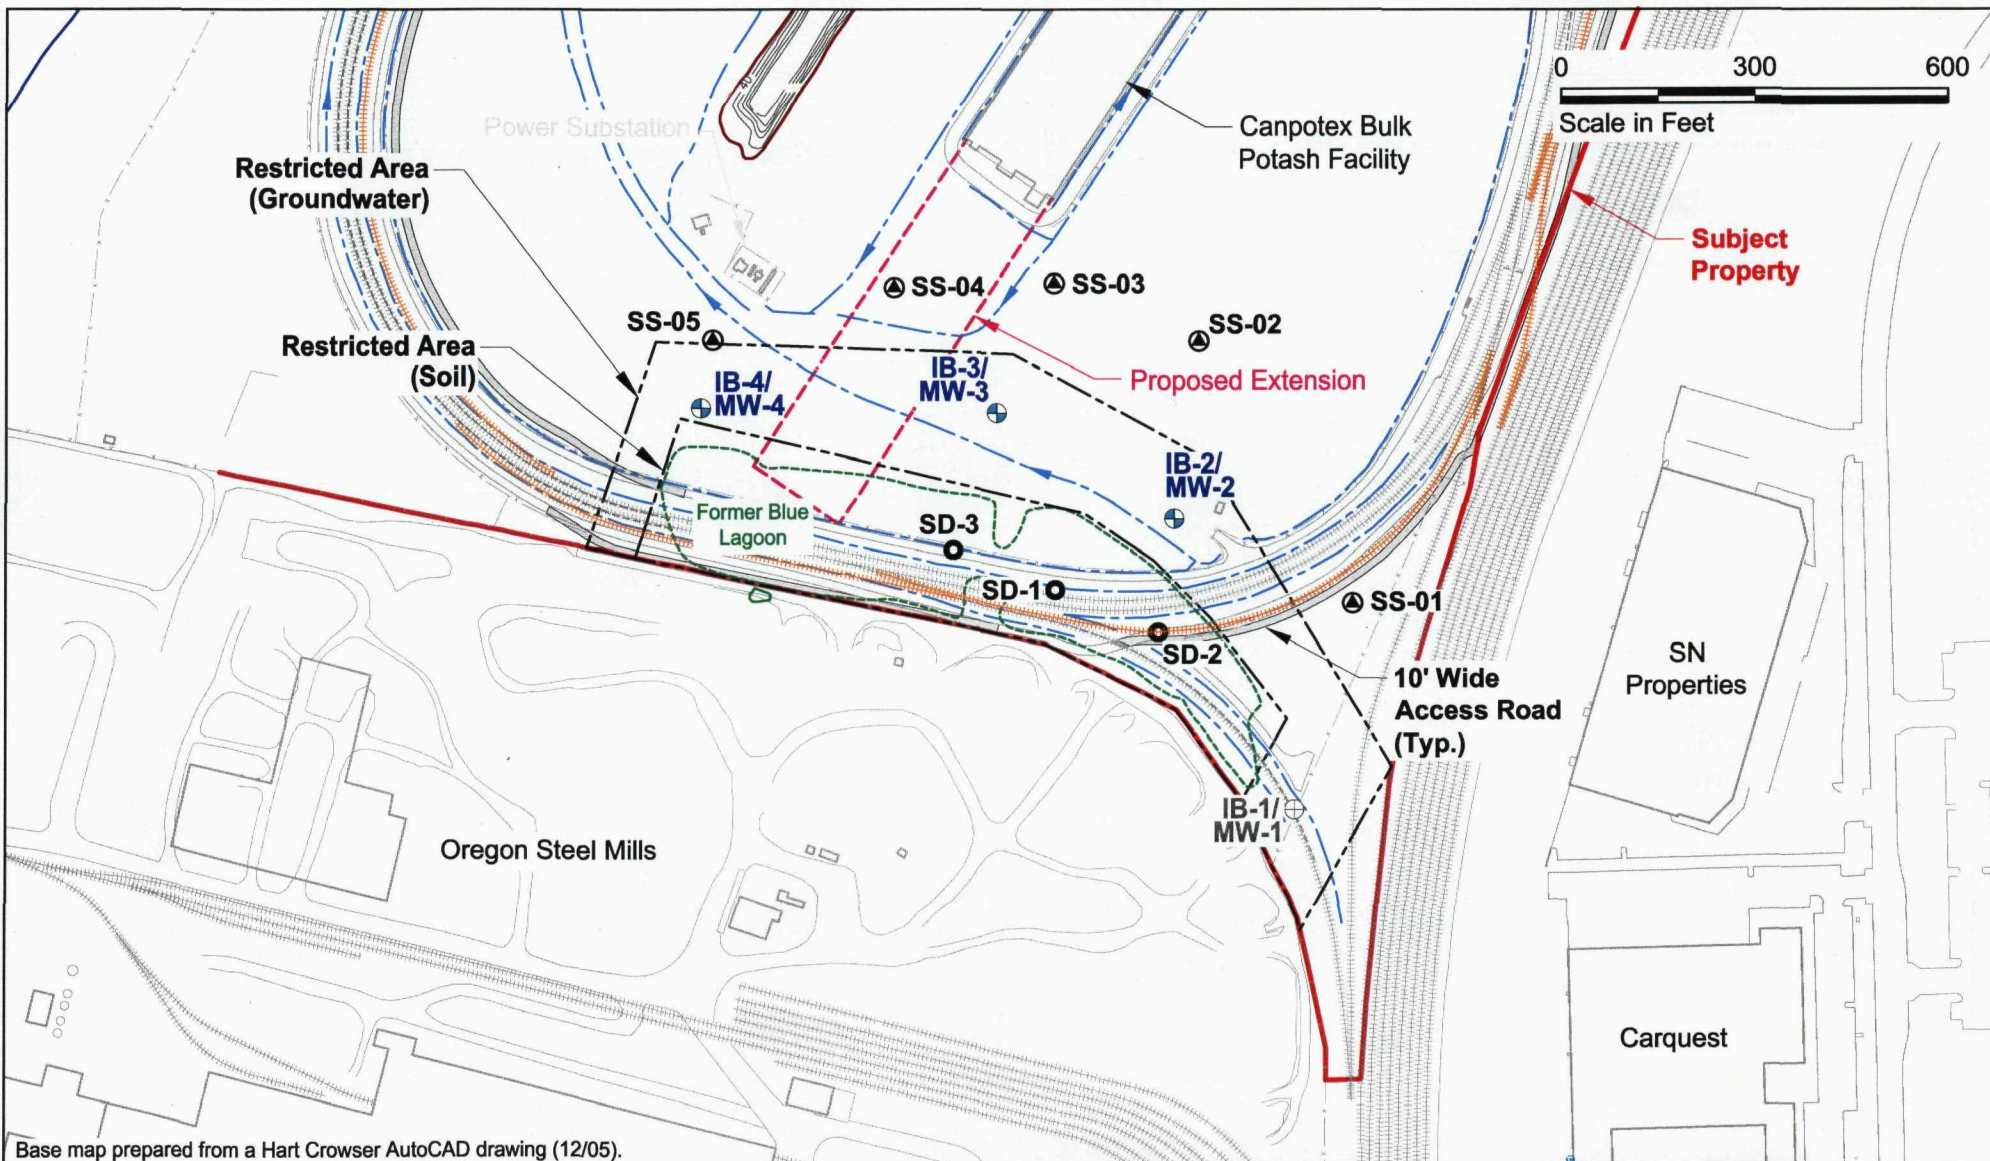 0 300 600
Scale in Feet
Power Substation
40
Canpotex Bulk
Potash Facility
Restricted Area
(Groundwater)
Subject
Property
SS-04
SS-03
SS-05
SS-02
Restricted Area
(Soil)
IB-4/
MW-4
IB-3/
MW-3
Proposed Extension
IB-2/
MW-2
Former Blue
Lagoon
SD-3
SD-1
SS-01
SD-2
SN
Properties
10' Wide
Access Road
(Typ.)
IB-1/
MW-1
Oregon Steel Mills
Carquest
Base map prepared from a Hart Crowser AutoCAD drawing (12/05).